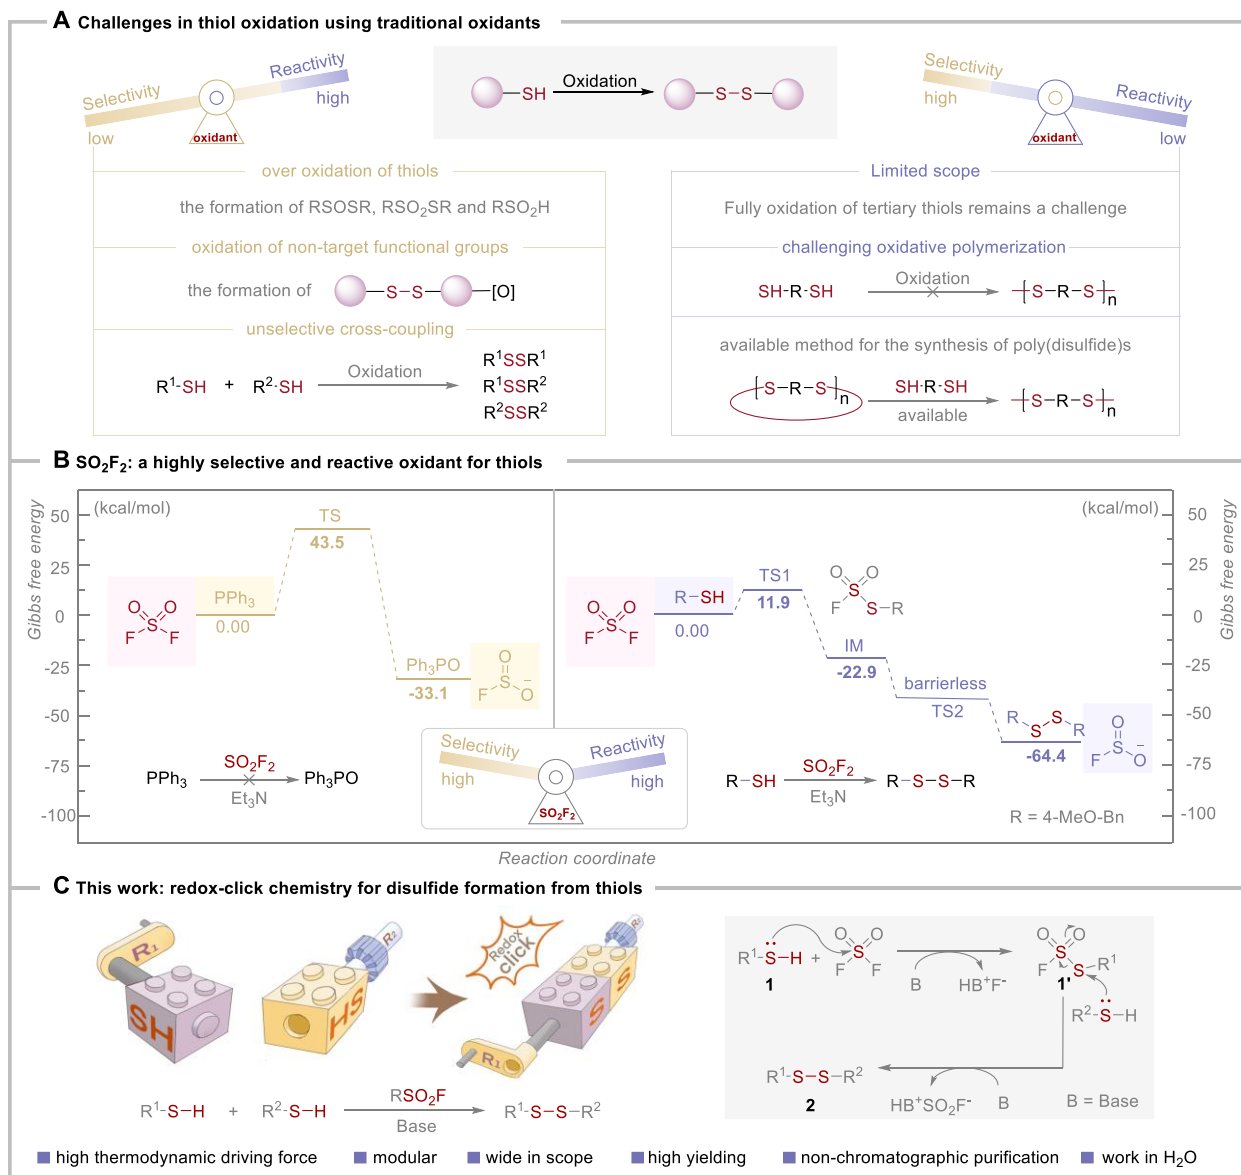 A Challenges in thiol oxidation using traditional oxidants
Selectivity
low
Reactivity
high
oxidant
SH
Oxidation
S–S
Selectivity
high
Reactivity
low
oxidant
over oxidation of thiols
the formation of RSOSR, RSO₂SR and RSO₂H
oxidation of non-target functional groups
the formation of
S–S
[O]
unselective cross-coupling
R¹-SH + R²-SH
Oxidation
R¹SSR¹
R¹SSR²
R²SSR²
Limited scope
Fully oxidation of tertiary thiols remains a challenge
challenging oxidative polymerization
SH-R-SH
Oxidation
[S–R–S]n
available method for the synthesis of poly(disulfide)s
[S–R–S]n
SH-R-SH
available
[S–R–S]n
B SO₂F₂: a highly selective and reactive oxidant for thiols
Gibbs free energy
(kcal/mol)
50
25
0
-25
-50
-75
-100
O O
S
F F
PPh₃
0.00
TS
43.5
Ph₃PO
-33.1
O
S
F O⁻
PPh₃
SO₂F₂
Et₃N
Ph₃PO
Selectivity
high
Reactivity
high
SO₂F₂
O O
S
F F
R–SH
0.00
TS1
11.9
O O
S
F S–R
IM
-22.9
barrierless
TS2
R S–S R
-64.4
O
S
F O⁻
R–SH
SO₂F₂
Et₃N
R–S–S–R
R = 4-MeO-Bn
(kcal/mol)
50
25
0
-25
-50
-75
-100
Gibbs free energy
Reaction coordinate
C This work: redox-click chemistry for disulfide formation from thiols
R₁
SH
R₂
HS
Redox
click
R₂
S
S
R₁
R¹–S–H + R²–S–H
RSO₂F
Base
R¹–S–S–R²
R¹–S–H +
1
O O
S
F F
B
HB⁺F⁻
O O
S
F S–R¹
1'
R²–S–H
R¹–S–S–R²
2
HB⁺SO₂F⁻
B
B = Base
high thermodynamic driving force
modular
wide in scope
high yielding
non-chromatographic purification
work in H₂O